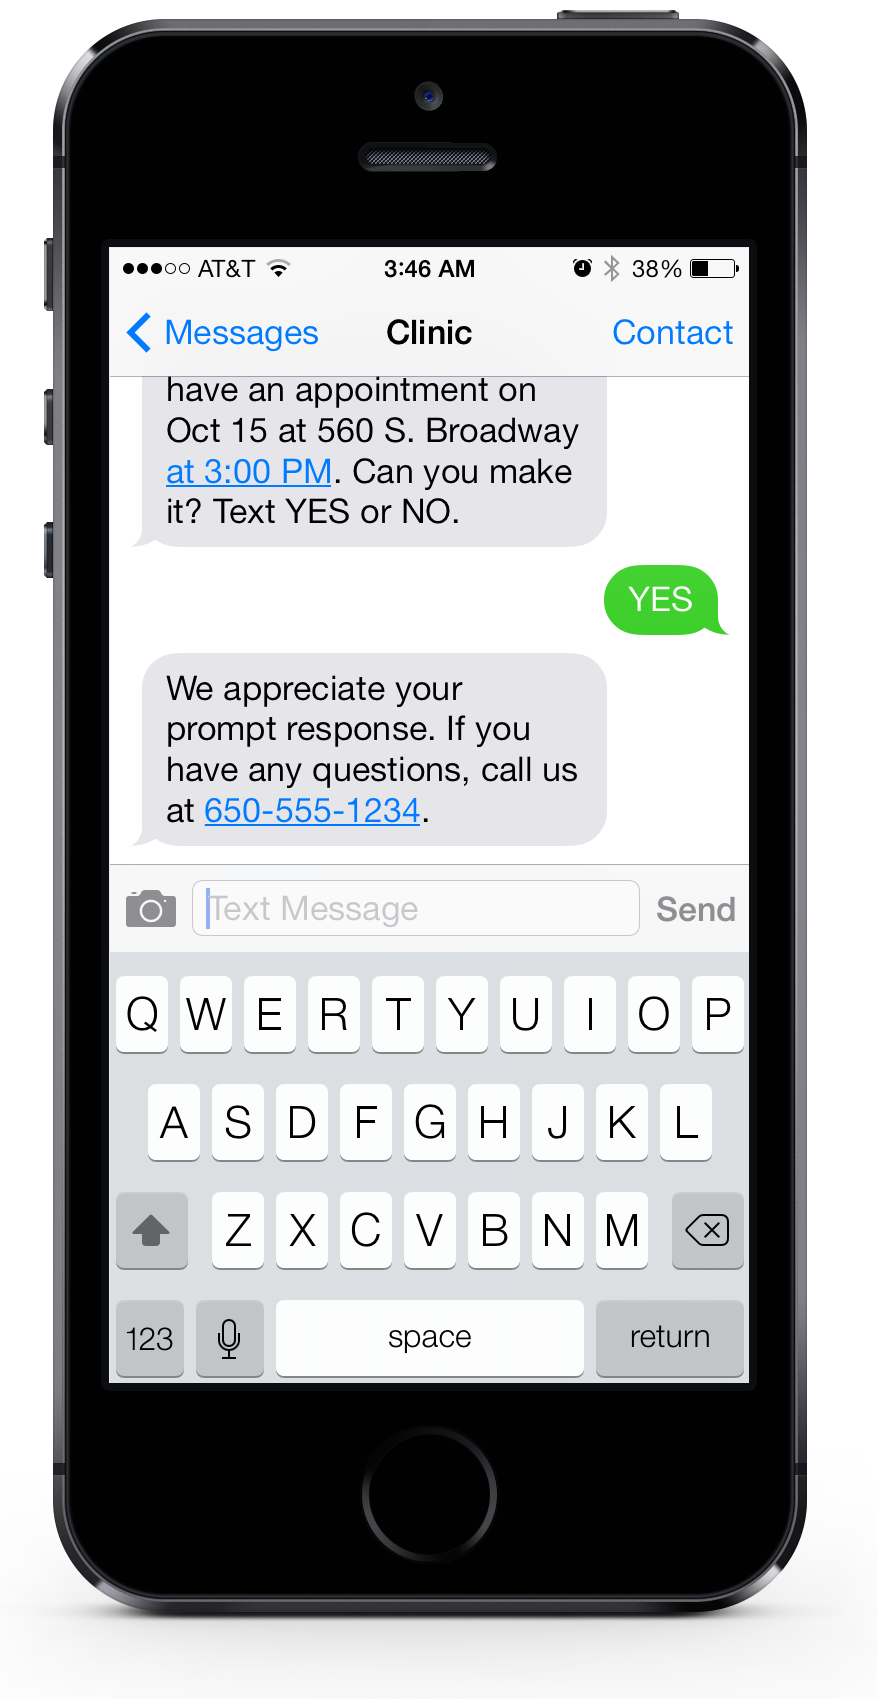 AT&T 3:46 AM 38%
Messages Clinic Contact
have an appointment on
Oct 15 at 560 S. Broadway
at 3:00 PM. Can you make
it? Text YES or NO.
YES
We appreciate your
prompt response. If you
have any questions, call us
at 650-555-1234.
Text Message Send
Q W E R T Y U I O P
A S D F G H J K L
Z X C V B N M
123 space return